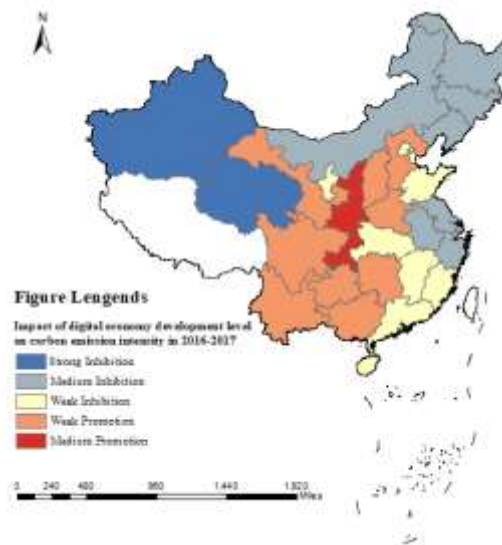 N
Figure Lengends
Impact of digital economy development level
on carbon emission intensity in 2016-2017
Strong Inhibition
Medium Inhibition
Weak Inhibition
Weak Promotion
Medium Promotion
0 240 480 960 1,440 1,920
Miles